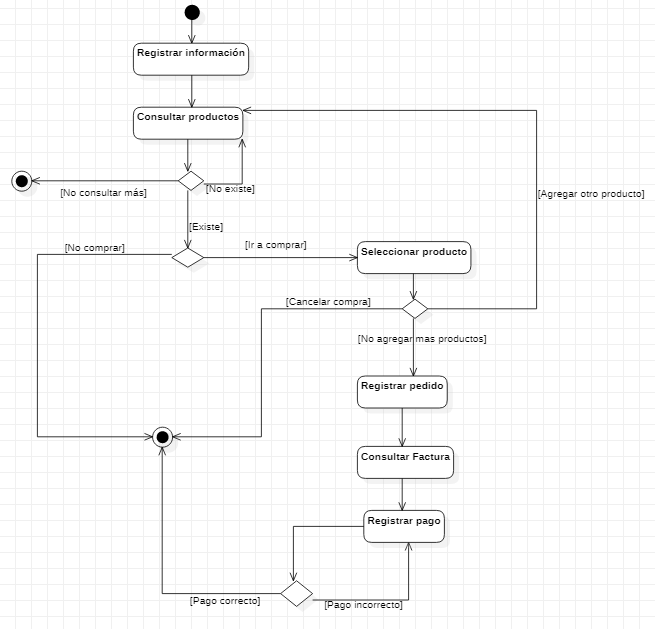 Registrar información
Consultar productos
[No existe]
[No consultar más]
[Agregar otro producto]
[Existe]
[No comprar]
[Ir a comprar]
Seleccionar producto
[Cancelar compra]
[No agregar mas productos]
Registrar pedido
Consultar Factura
Registrar pago
[Pago correcto]
[Pago incorrecto]